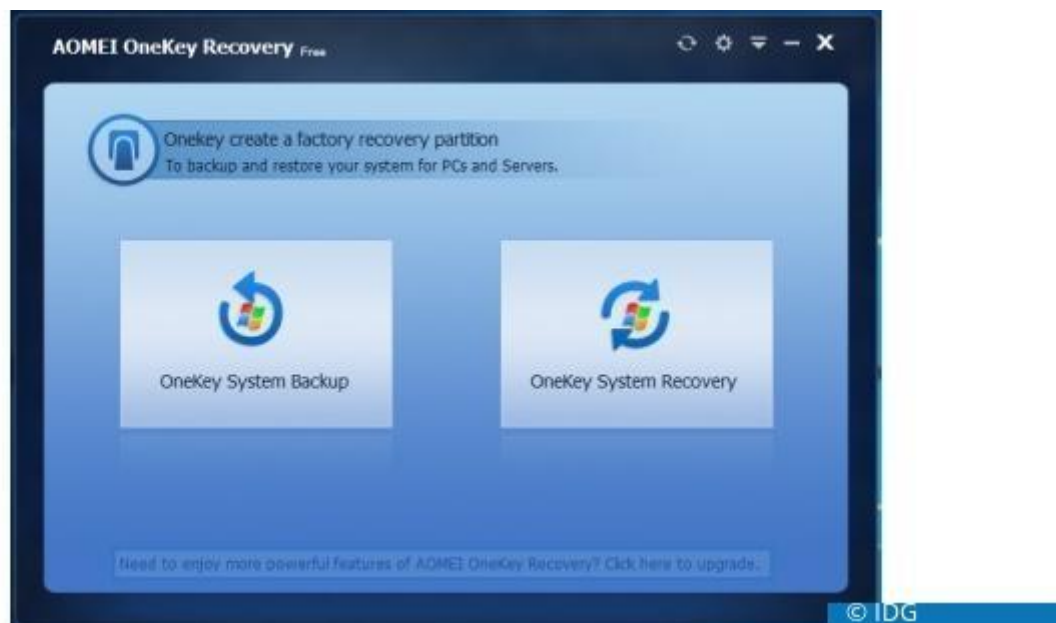 AOMEI OneKey Recovery Free
Onekey create a factory recovery partition
To backup and restore your system for PCs and Servers.
OneKey System Backup
OneKey System Recovery
Need to enjoy more powerful features of AOMEI OneKey Recovery? Click here to upgrade.
© IDG